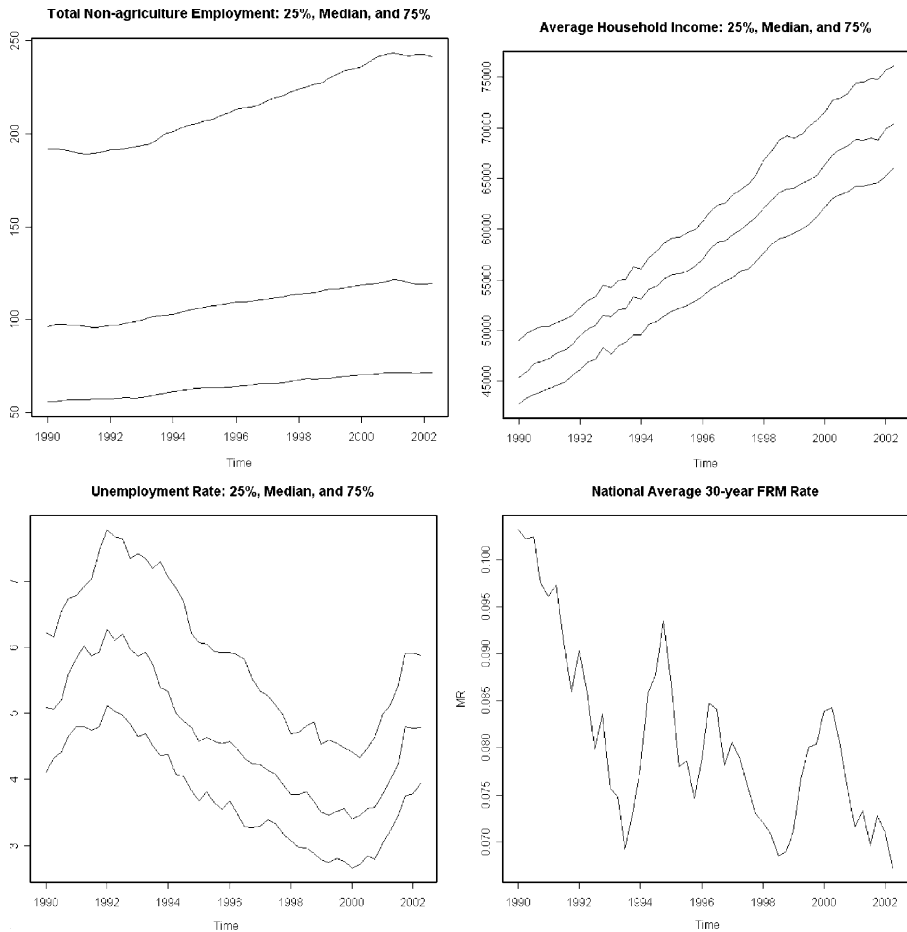 Total Non-agriculture Employment: 25%, Median, and 75%
250
200
150
100
50
1990 1992 1994 1996 1998 2000 2002
Time
Average Household Income: 25%, Median, and 75%
75000
70000
65000
60000
55000
50000
45000
1990 1992 1994 1996 1998 2000 2002
Time
Unemployment Rate: 25%, Median, and 75%
7
6
5
4
3
1990 1992 1994 1996 1998 2000 2002
Time
National Average 30-year FRM Rate
MR
0.100
0.095
0.090
0.085
0.080
0.075
0.070
1990 1992 1994 1996 1998 2000 2002
Time